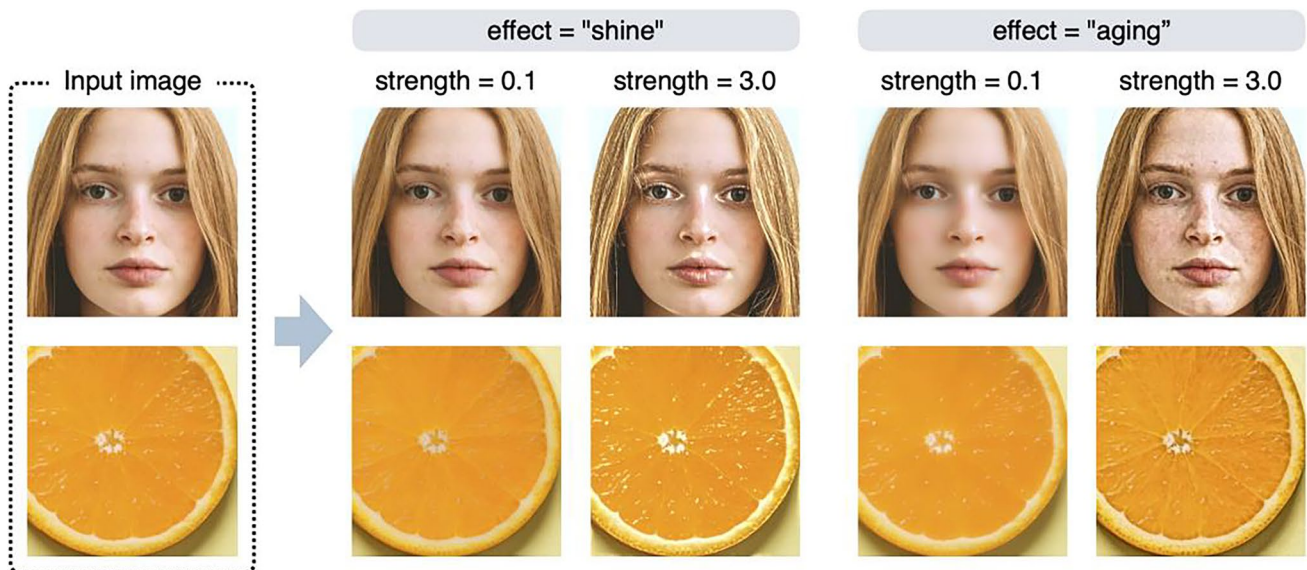 effect = "shine"
effect = "aging”
Input image
strength = 0.1
strength = 3.0
strength = 0.1
strength = 3.0